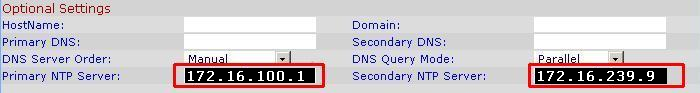 Optional Settings
HostName: Domain:
Primary DNS: Secondary DNS:
DNS Server Order: Manual DNS Query Mode: Parallel
Primary NTP Server: 172.16.100.1 Secondary NTP Server: 172.16.239.9